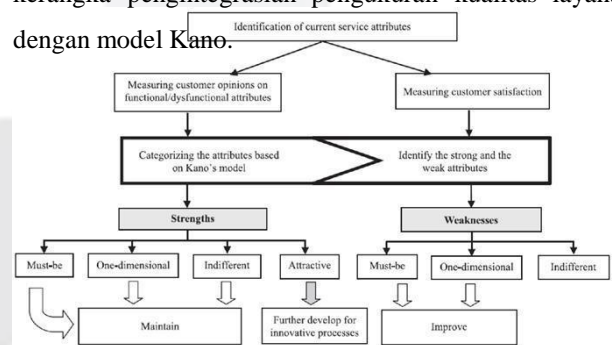 kerangka pengintegrasian pengukuran kualitas
Identification of current service attributes
dengan model Kano.
Measuring customer opinions on
functional/dysfunctional attributes
Measuring customer satisfaction
Categorizing the attributes based
on Kano's model
Identify the strong and the
weak attributes
Strengths
Weaknesses
Must-be
One-dimensional
Indifferent
Attractive
Must-be
One-dimensional
Indifferent
Maintain
Further develop for
innovative processes
Improve